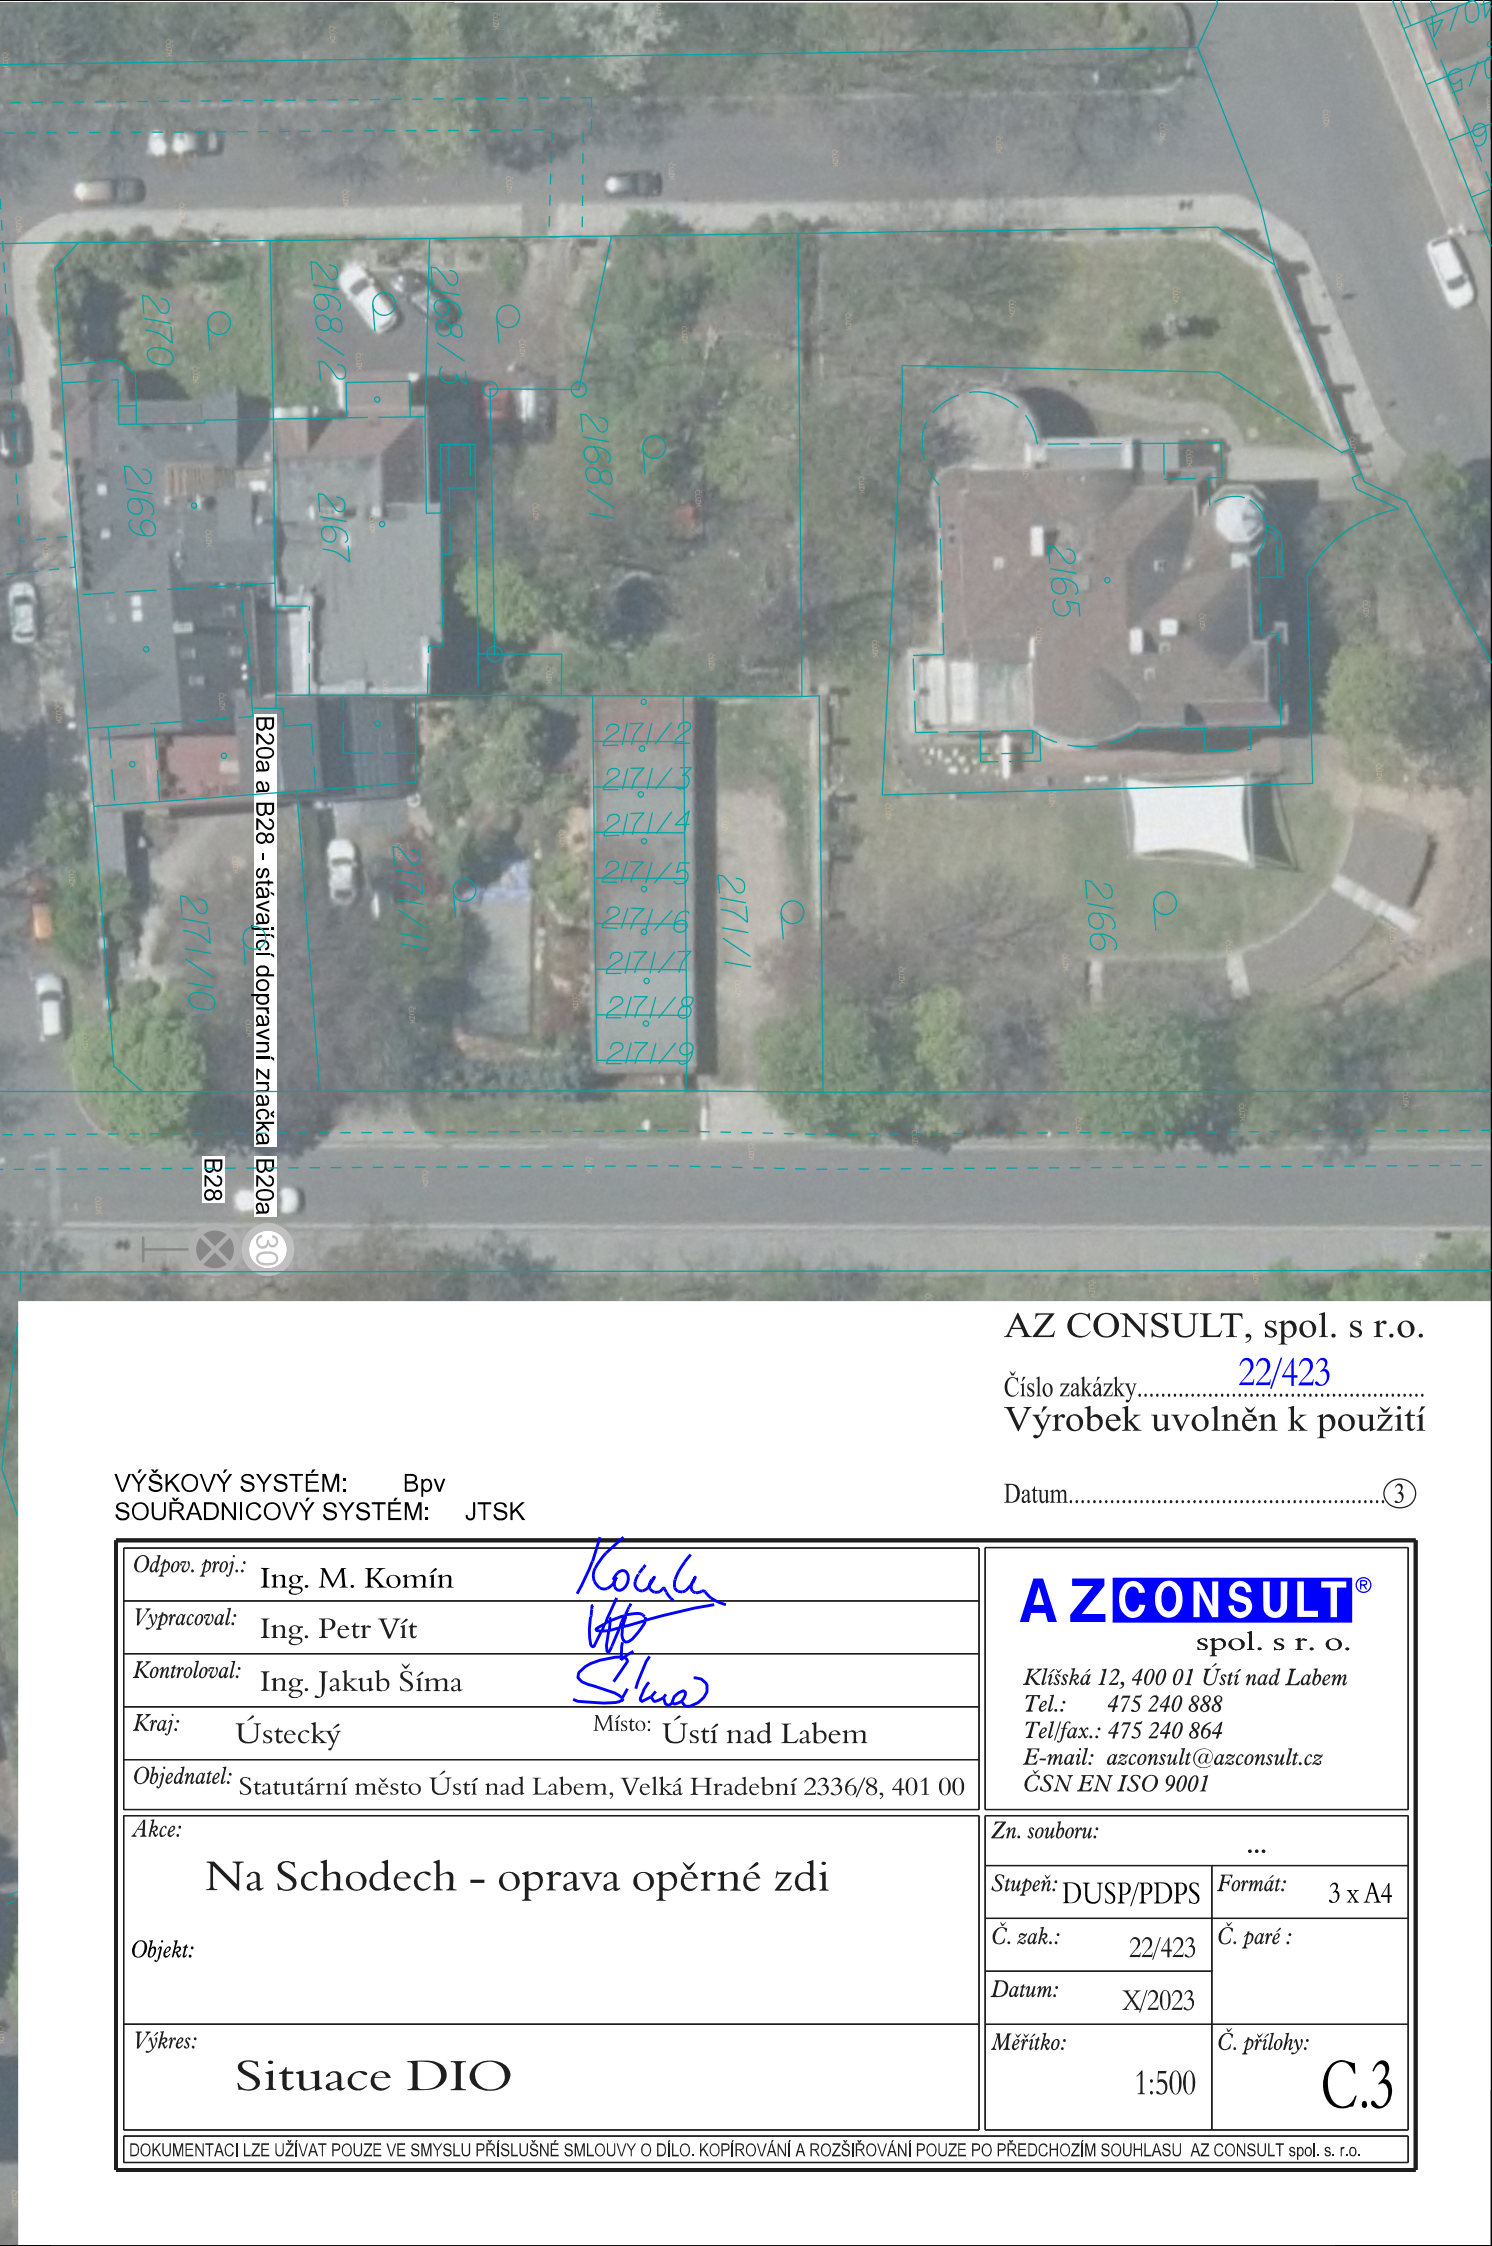 2170
2168/2
2168/3
2168/1
2169
2167
2165
2171/2
2171/3
2171/4
2171/5
2171/6
2171/7
2171/8
2171/9
2171/1
2171/11
2171/10
2166
B20a a B28 - stávající dopravní značka
B20a
B28
30
AZ CONSULT, spol. s r.o.
Číslo zakázky 22/423
Výrobek uvolněn k použití
Datum 3
VÝŠKOVÝ SYSTÉM: Bpv
SOUŘADNICOVÝ SYSTÉM: JTSK
Odpov. proj.: Ing. M. Komín
Vypracoval: Ing. Petr Vít
Kontroloval: Ing. Jakub Šíma
Šíma
Kraj: Ústecký Místo: Ústí nad Labem
Objednatel: Statutární město Ústí nad Labem, Velká Hradební 2336/8, 401 00
AZ CONSULT ®
spol. s r. o.
Klíšská 12, 400 01 Ústí nad Labem
Tel.: 475 240 888
Tel/fax.: 475 240 864
E-mail: azconsult@azconsult.cz
ČSN EN ISO 9001
Akce:
Na Schodech - oprava opěrné zdi
Objekt:
Výkres:
Situace DIO
Zn. souboru:
...
Stupeň: DUSP/PDPS Formát: 3 x A4
Č. zak.: 22/423 Č. paré :
Datum: X/2023
Měřítko: 1:500
Č. přílohy: C.3
DOKUMENTACI LZE UŽÍVAT POUZE VE SMYSLU PŘÍSLUŠNÉ SMLOUVY O DÍLO. KOPÍROVÁNÍ A ROZŠIŘOVÁNÍ POUZE PO PŘEDCHOZÍM SOUHLASU AZ CONSULT spol. s. r.o.